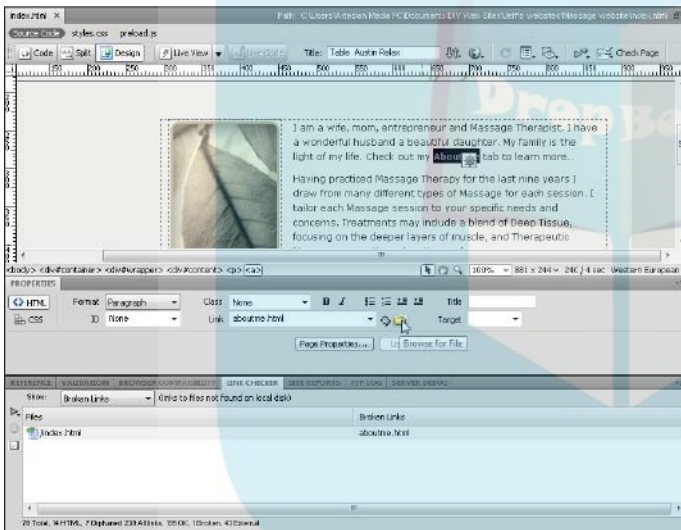 index.html ×
Path: C:\Users\Artesian Media PC\Documents\DIY Web Sites\Jeff's websites\Massage website\index.html
Source Code styles.css preload.js
Code Split Design Live View Live Code Title: Table Austin Relax Check Page
DropBo
I am a wife, mom, entrepreneur and Massage Therapist. I have
a wonderful husband a beautiful daughter. My family is the
light of my life. Check out my About tab to learn more...
Having practiced Massage Therapy for the last nine years I
draw from many different types of Massage for each session. I
tailor each Massage session to your specific needs and
concerns. Treatments may include a blend of Deep Tissue,
focusing on the deeper layers of muscle, and Therapeutic
<body> <div#container> <div#wrapper> <div#content> <p> <a> 100% 881 x 244 24K / 4 sec Western European
PROPERTIES
HTML Format Paragraph Class None B I Title
CSS ID None Link aboutme.html Target
Page Properties... Browse for File
REFERENCE VALIDATION BROWSER COMPATIBILITY LINK CHECKER SITE REPORTS FTP LOG SERVER DEBUG
Show: Broken Links (links to files not found on local disk)
Files Broken Links
/index.html aboutme.html